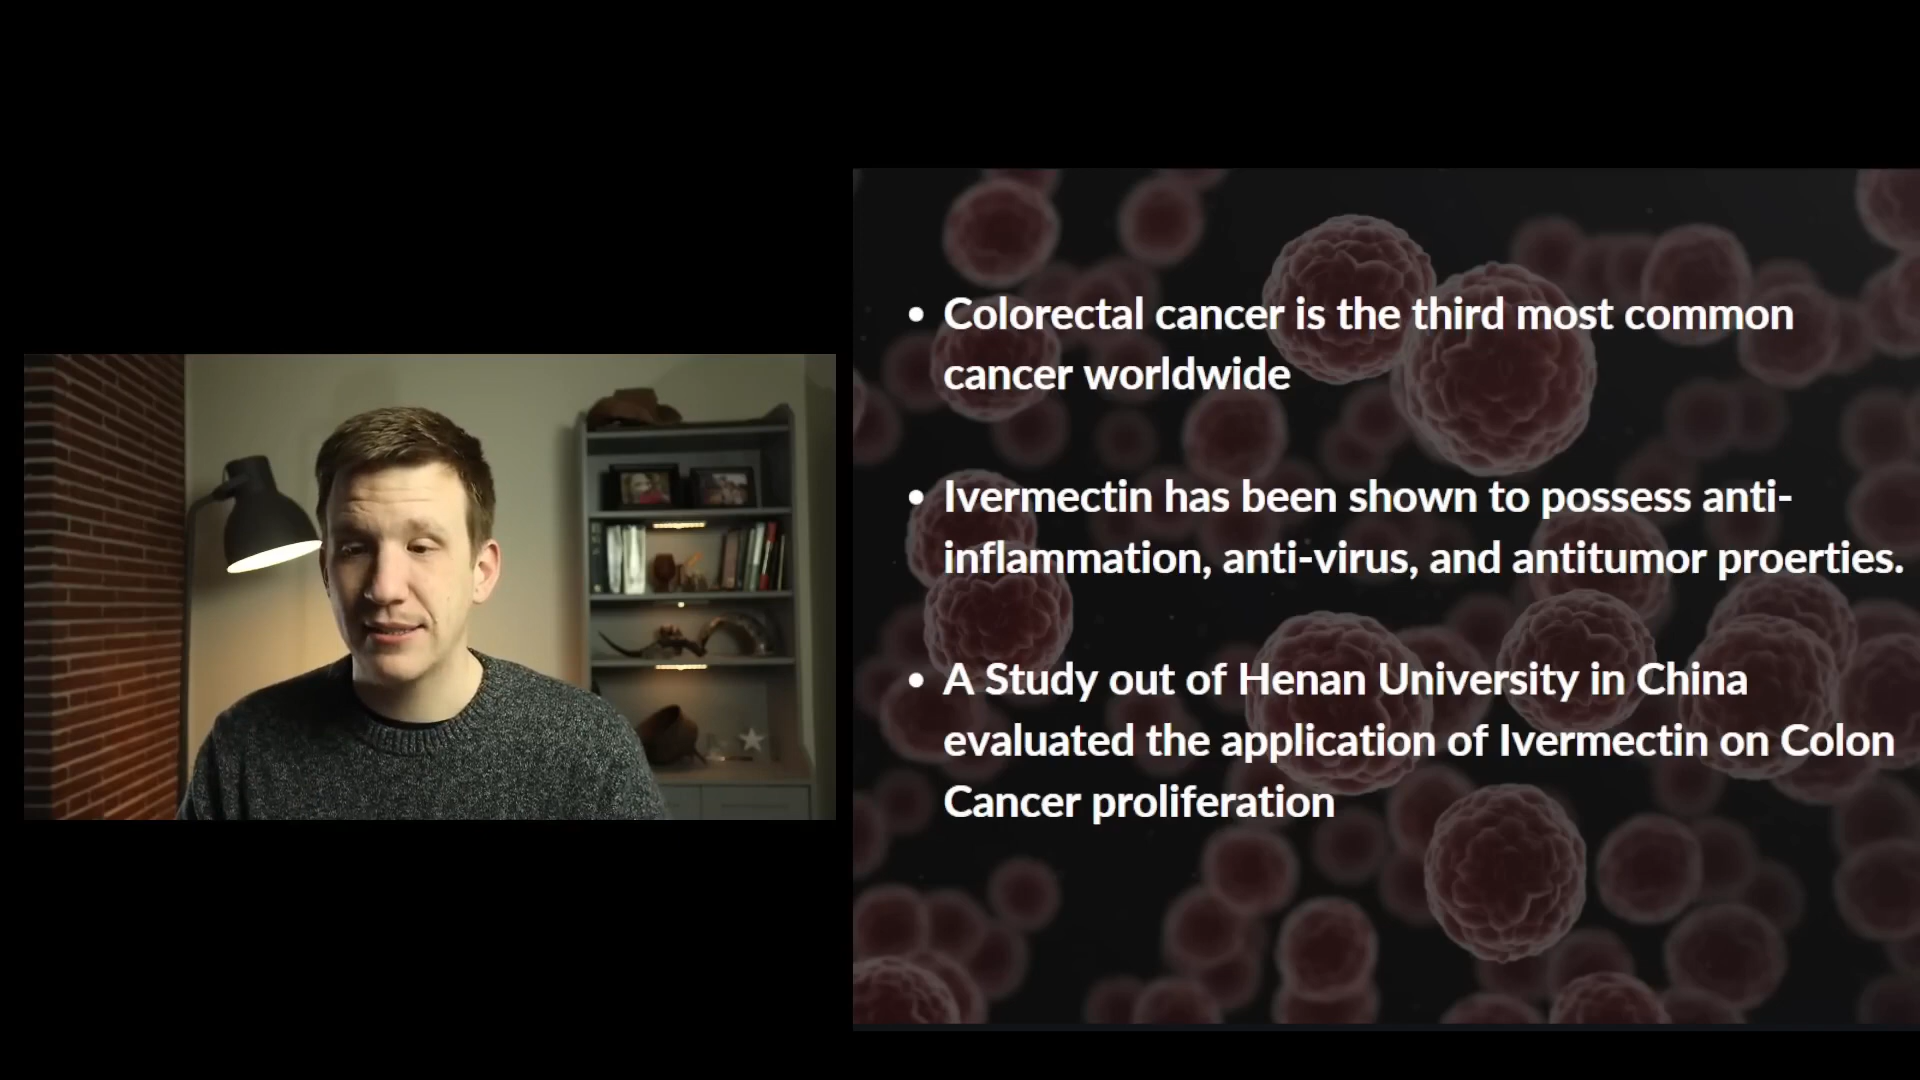 • Colorectal cancer is the third most common
cancer worldwide
• Ivermectin has been shown to possess anti-
inflammation, anti-virus, and antitumor proerties.
• A Study out of Henan University in China
evaluated the application of Ivermectin on Colon
Cancer proliferation